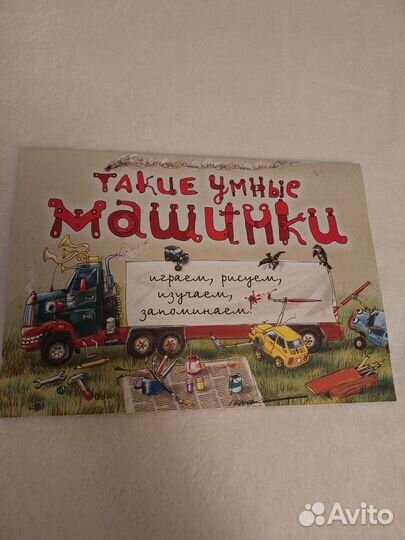 ТАКИЕ УМНЫЕ
МАШИНКИ
играем, рисуем,
изучаем,
запоминаем!
Avito